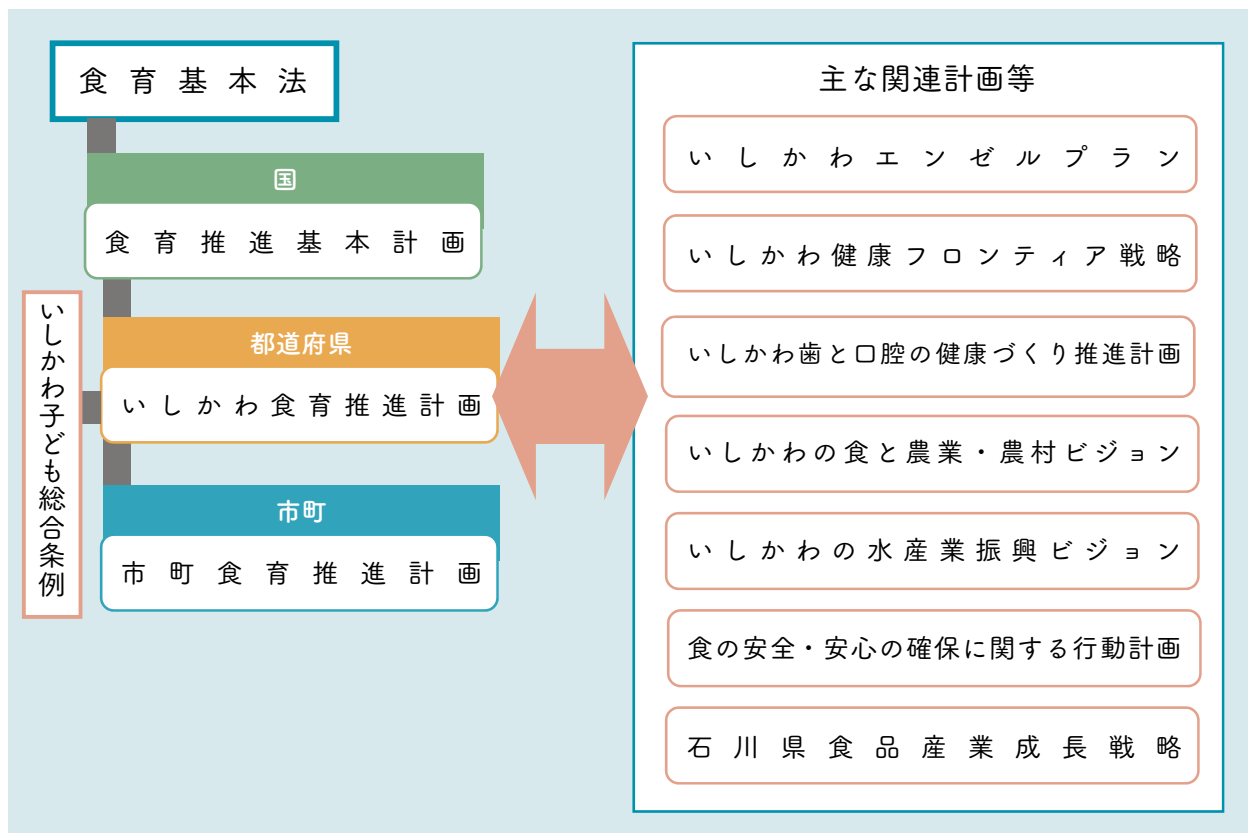 食育基本法
国
食育推進基本計画
都道府県
いしかわ食育推進計画
いしかわ子ども総合条例
市町
市町食育推進計画
主な関連計画等
いしかわエンゼルプラン
いしかわ健康フロンティア戦略
いしかわ歯と口腔の健康づくり推進計画
いしかわの食と農業・農村ビジョン
いしかわの水産業振興ビジョン
食の安全・安心の確保に関する行動計画
石川県食品産業成長戦略